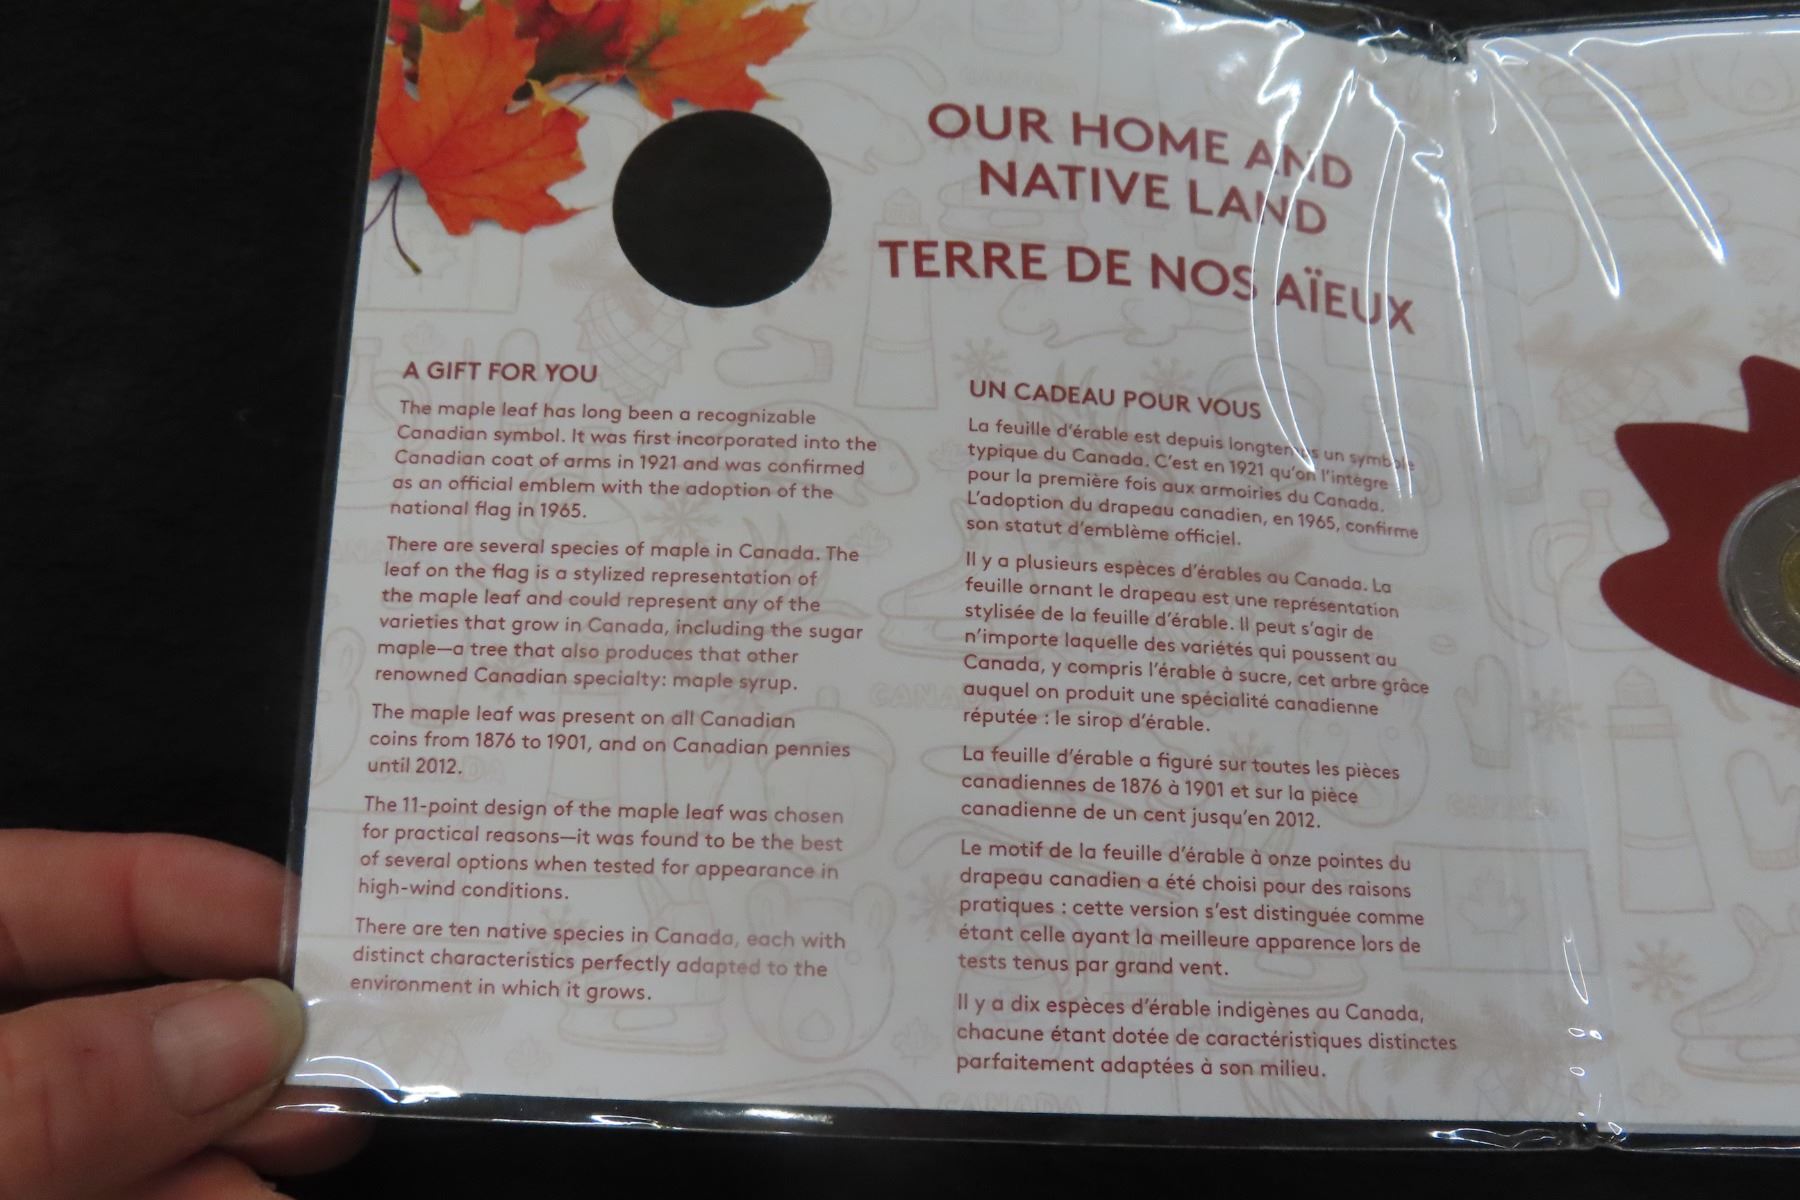 OUR HOME AND
NATIVE LAND
TERRE DE NOS AÏEUX
A GIFT FOR YOU
The maple leaf has long been a recognizable
Canadian symbol. It was first incorporated into the
Canadian coat of arms in 1921 and was confirmed
as an official emblem with the adoption of the
national flag in 1965.
There are several species of maple in Canada. The
leaf on the flag is a stylized representation of
the maple leaf and could represent any of the
varieties that grow in Canada, including the sugar
maple—a tree that also produces that other
renowned Canadian specialty: maple syrup.
The maple leaf was present on all Canadian
coins from 1876 to 1901, and on Canadian pennies
until 2012.
The 11-point design of the maple leaf was chosen
for practical reasons—it was found to be the best
of several options when tested for appearance in
high-wind conditions.
There are ten native species in Canada, each with
distinct characteristics perfectly adapted to the
environment in which it grows.
UN CADEAU POUR VOUS
La feuille d'érable est depuis longtemps un symbole
typique du Canada. C'est en 1921 qu'on l'intègre
pour la première fois aux armoiries du Canada.
L'adoption du drapeau canadien, en 1965, confirme
son statut d'emblème officiel.
Il y a plusieurs espèces d'érables au Canada. La
feuille ornant le drapeau est une représentation
stylisée de la feuille d'érable. Il peut s'agir de
n'importe laquelle des variétés qui poussent au
Canada, y compris l'érable à sucre, cet arbre grâce
auquel on produit une spécialité canadienne
réputée : le sirop d'érable.
La feuille d'érable a figuré sur toutes les pièces
canadiennes de 1876 à 1901 et sur la pièce
canadienne de un cent jusqu'en 2012.
Le motif de la feuille d'érable à onze pointes du
drapeau canadien a été choisi pour des raisons
pratiques : cette version s'est distinguée comme
étant celle ayant la meilleure apparence lors de
tests tenus par grand vent.
Il y a dix espèces d'érable indigènes au Canada,
chacune étant dotée de caractéristiques distinctes
parfaitement adaptées à son milieu.
CANADA
CANADA
CANADA